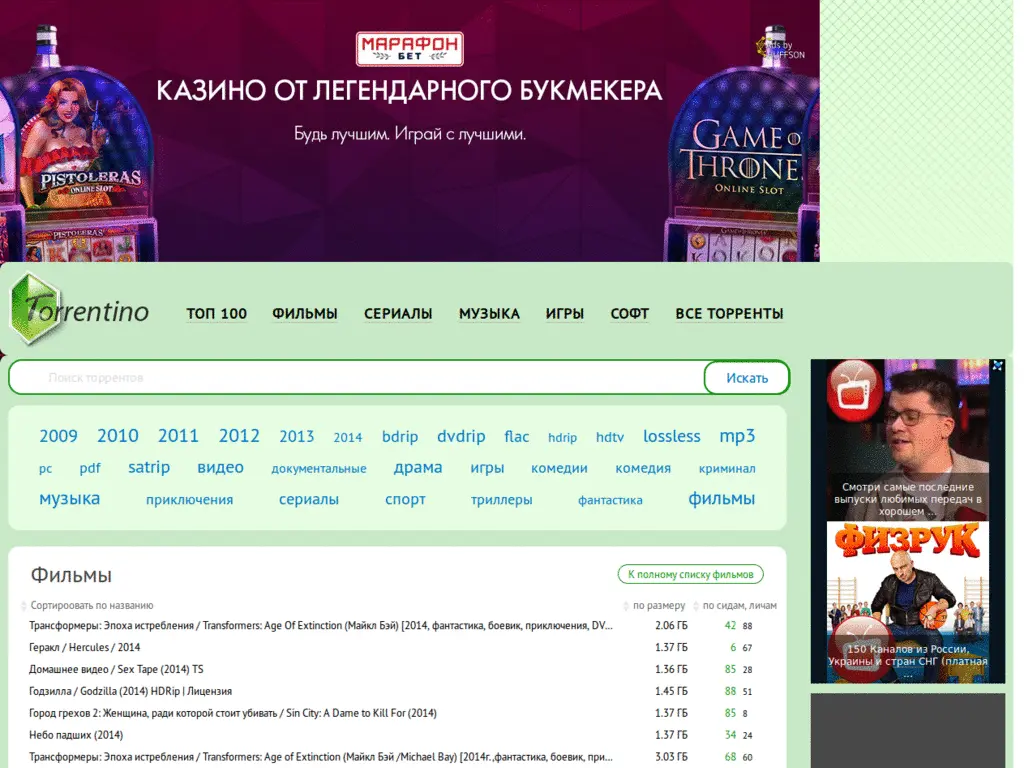 МАРАФОН
БЕТ
КАЗИНО ОТ ЛЕГЕНДАРНОГО БУКМЕКЕРА
Будь лучшим. Играй с лучшими.
PISTOLERAS
ONLINE SLOT
PISTOLERAS
GAME OF
THRONES
ONLINE SLOT
Torrentino
ТОП 100 ФИЛЬМЫ СЕРИАЛЫ МУЗЫКА ИГРЫ СОФТ ВСЕ ТОРРЕНТЫ
Поиск торрентов Искать
2009 2010 2011 2012 2013 2014 bdrip dvdrip flac hdrip hdtv lossless mp3
pc pdf satrip видео документальные драма игры комедии комедия криминал
музыка приключения сериалы спорт триллеры фантастика фильмы
Фильмы К полному списку фильмов
Сортировать по названию по размеру по сидам, личам
Трансформеры: Эпоха истребления / Transformers: Age Of Extinction (Майкл Бэй) [2014, фантастика, боевик, приключения, DV... 2.06 ГБ 42 88
Геракл / Hercules / 2014 1.37 ГБ 6 67
Домашнее видео / Sex Tape (2014) TS 1.36 ГБ 85 28
Годзилла / Godzilla (2014) HDRip | Лицензия 1.45 ГБ 88 51
Город грехов 2: Женщина, ради которой стоит убивать / Sin City: A Dame to Kill For (2014) 1.37 ГБ 85 8
Небо падших (2014) 1.37 ГБ 34 24
Трансформеры: Эпоха истребления / Transformers: Age of Extinction (Майкл Бэй /Michael Bay) [2014г.,фантастика, боевик, при... 3.03 ГБ 68 60
Смотри самые последние
выпуски любимых передач в
хорошем ...
ФИЗРУК
150 Каналов из России,
Украины и стран СНГ (платная
...